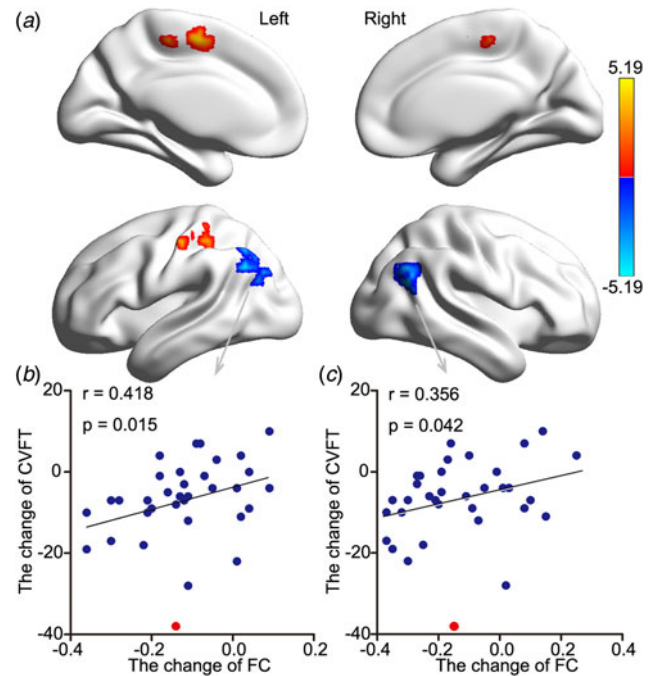 (a)
Left
Right
5.19
-5.19
(b)
r = 0.418
p = 0.015
20
0
-20
-40
The change of CVFT
-0.4
-0.2
0.0
0.2
The change of FC
(c)
r = 0.356
p = 0.042
20
0
-20
-40
The change of CVFT
-0.4
-0.2
0.0
0.2
0.4
The change of FC